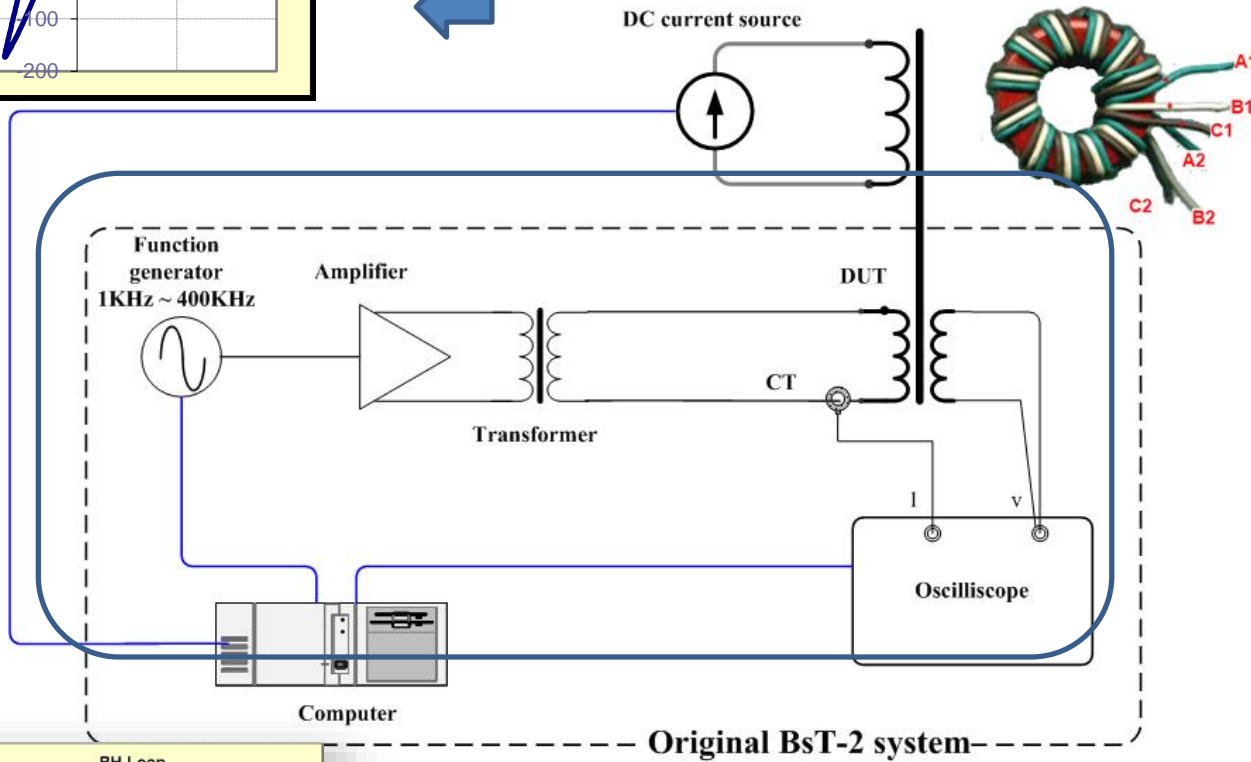 -100
-200
DC current source
A1
B1
C1
A2
C2
B2
Function
generator
1KHz ~ 400KHz
Amplifier
DUT
CT
Transformer
I
v
Oscilliscope
Computer
Original BsT-2 system
BH Loop